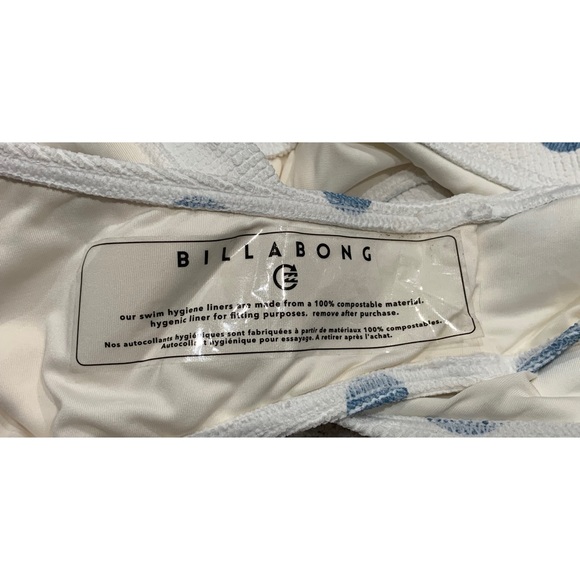 BILLABONG
our swim hygiene liners are made from a 100% compostable material.
hygenic liner for fitting purposes. remove after purchase.
Nos autocollants hygiéniques sont fabriquées à partir de matériaux 100% compostables.
Autocollant hygiénique pour essayage. A retirer après l'achat.